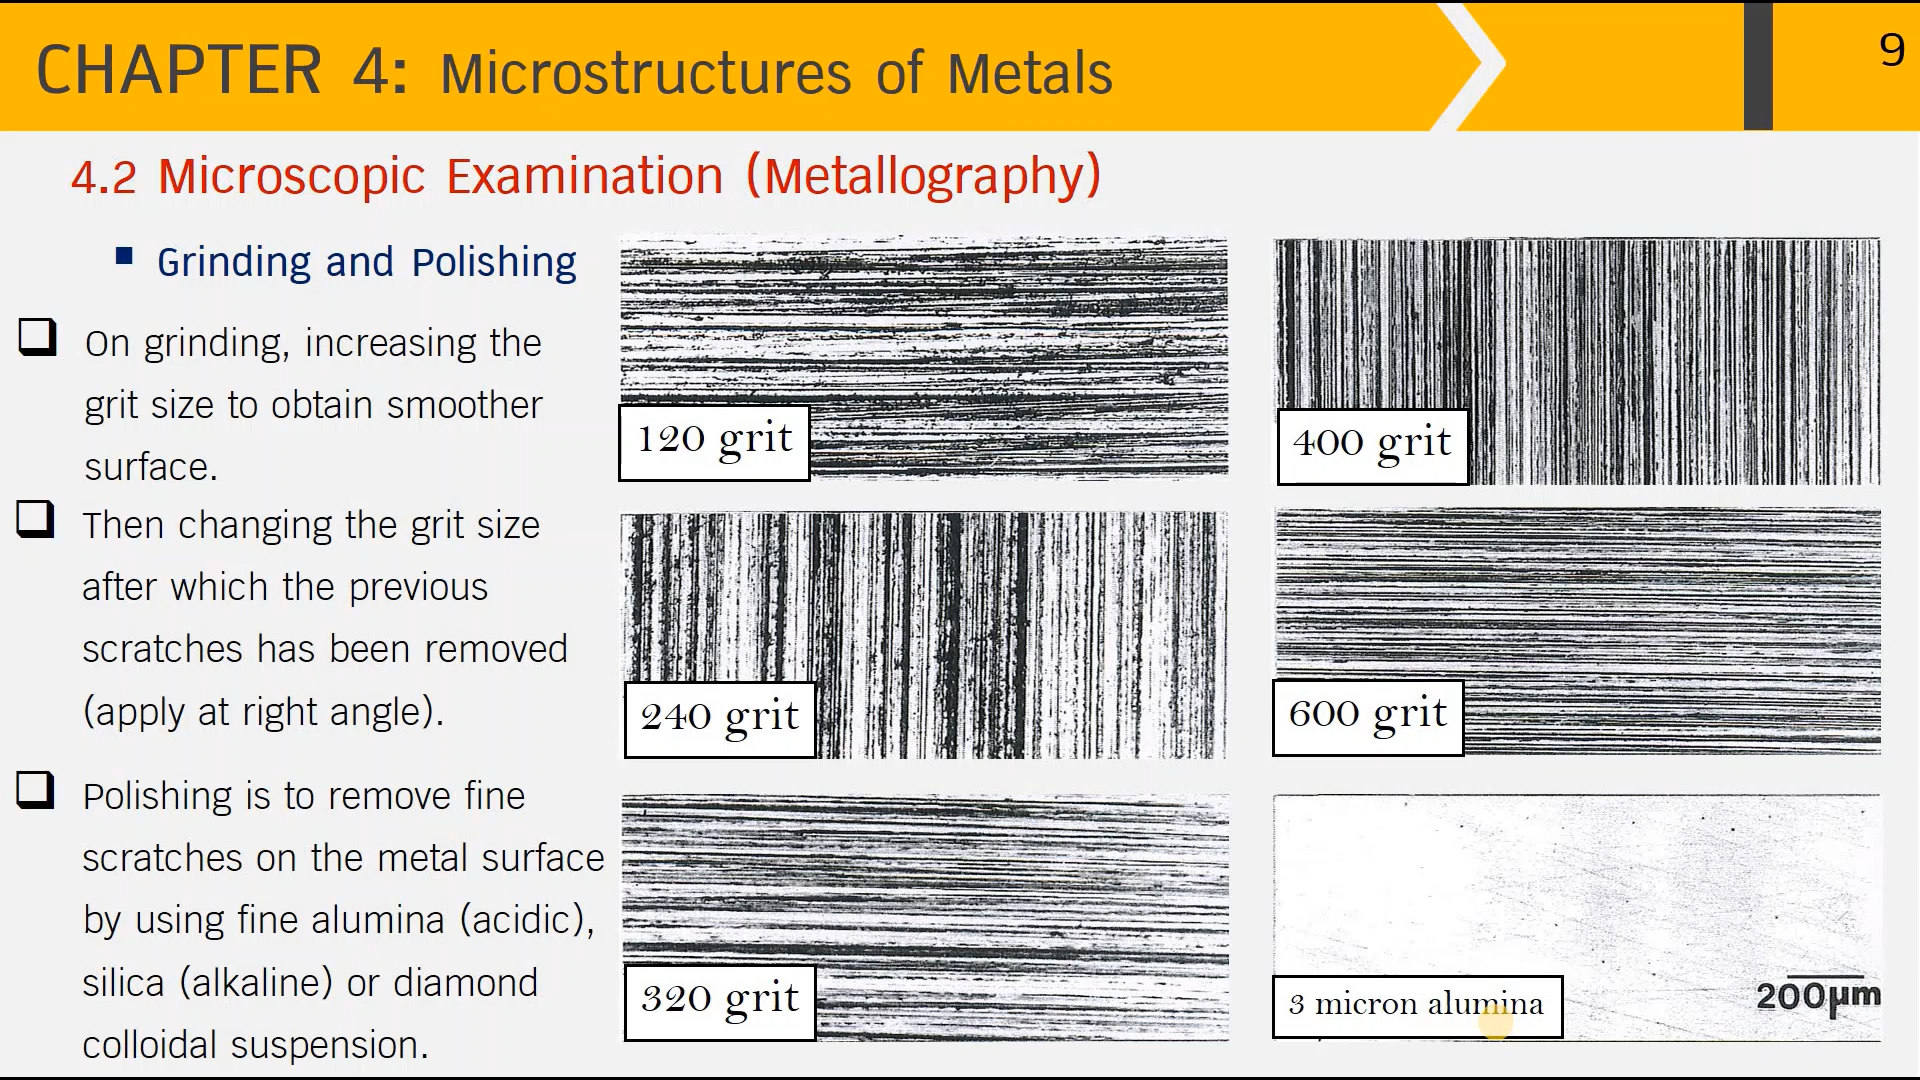 CHAPTER 4: Microstructures of Metals
9
4.2 Microscopic Examination (Metallography)
Grinding and Polishing
On grinding, increasing the
grit size to obtain smoother
surface.
Then changing the grit size
after which the previous
scratches has been removed
(apply at right angle).
Polishing is to remove fine
scratches on the metal surface
by using fine alumina (acidic),
silica (alkaline) or diamond
colloidal suspension.
120 grit
240 grit
320 grit
400 grit
600 grit
3 micron alumina
200µm